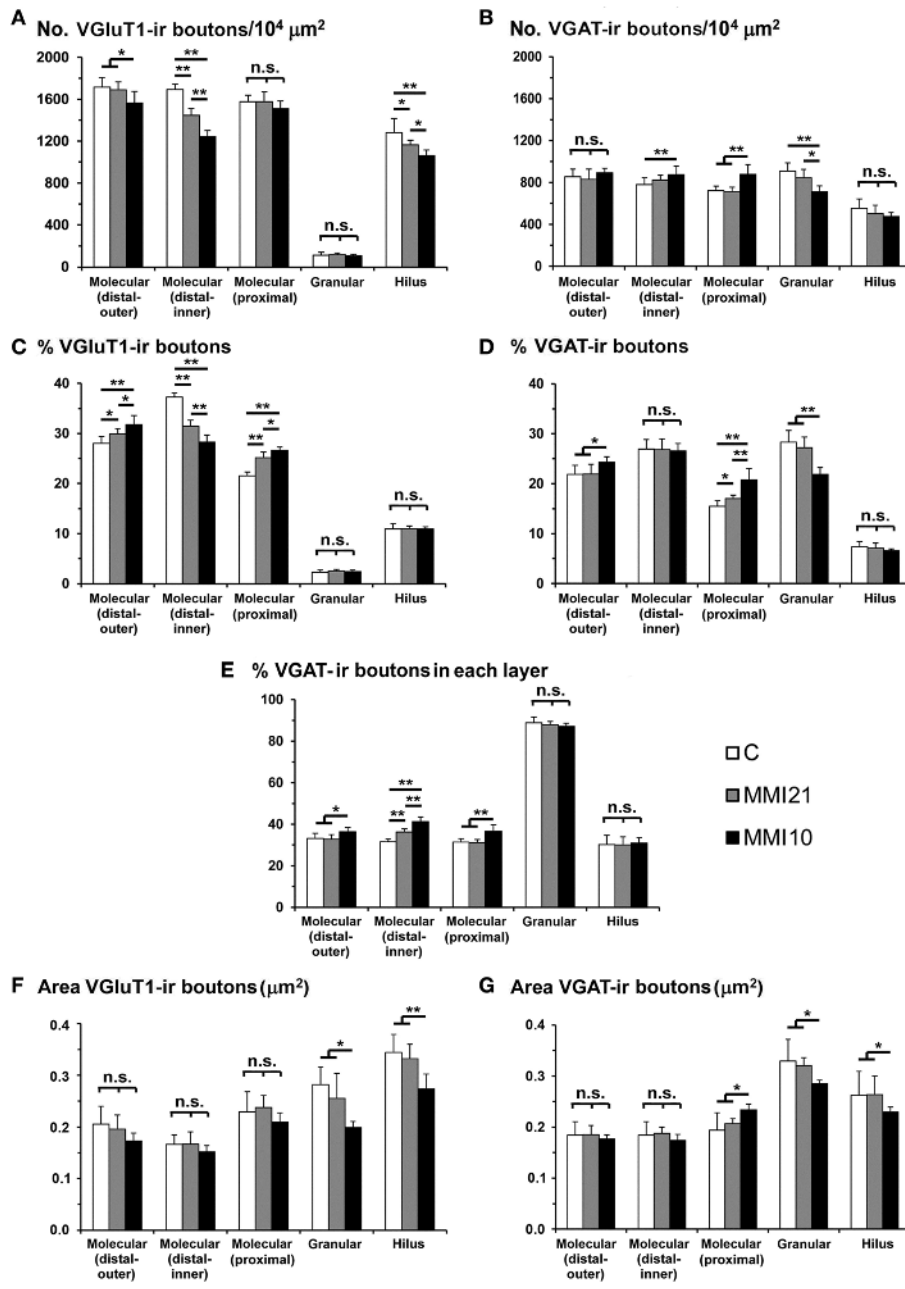 A No. VGluT1-ir boutons/10⁴ μm²
2000
1600
1200
800
400
0
*
**
**
**
n.s.
n.s.
**
*
*
Molecular (distal-outer)
Molecular (distal-inner)
Molecular (proximal)
Granular
Hilus
B No. VGAT-ir boutons/10⁴ μm²
2000
1600
1200
800
400
0
n.s.
**
**
**
*
n.s.
Molecular (distal-outer)
Molecular (distal-inner)
Molecular (proximal)
Granular
Hilus
C % VGluT1-ir boutons
40
30
20
10
0
**
*
*
**
**
**
**
*
**
n.s.
n.s.
Molecular (distal-outer)
Molecular (distal-inner)
Molecular (proximal)
Granular
Hilus
D % VGAT-ir boutons
40
30
20
10
0
*
n.s.
**
**
*
**
n.s.
Molecular (distal-outer)
Molecular (distal-inner)
Molecular (proximal)
Granular
Hilus
E % VGAT-ir boutons in each layer
100
80
60
40
20
0
*
**
**
**
**
n.s.
n.s.
Molecular (distal-outer)
Molecular (distal-inner)
Molecular (proximal)
Granular
Hilus
C
MMI21
MMI10
F Area VGluT1-ir boutons (μm²)
0.4
0.3
0.2
0.1
0.0
n.s.
n.s.
n.s.
*
**
Molecular (distal-outer)
Molecular (distal-inner)
Molecular (proximal)
Granular
Hilus
G Area VGAT-ir boutons (μm²)
0.4
0.3
0.2
0.1
0.0
n.s.
n.s.
*
*
*
Molecular (distal-outer)
Molecular (distal-inner)
Molecular (proximal)
Granular
Hilus